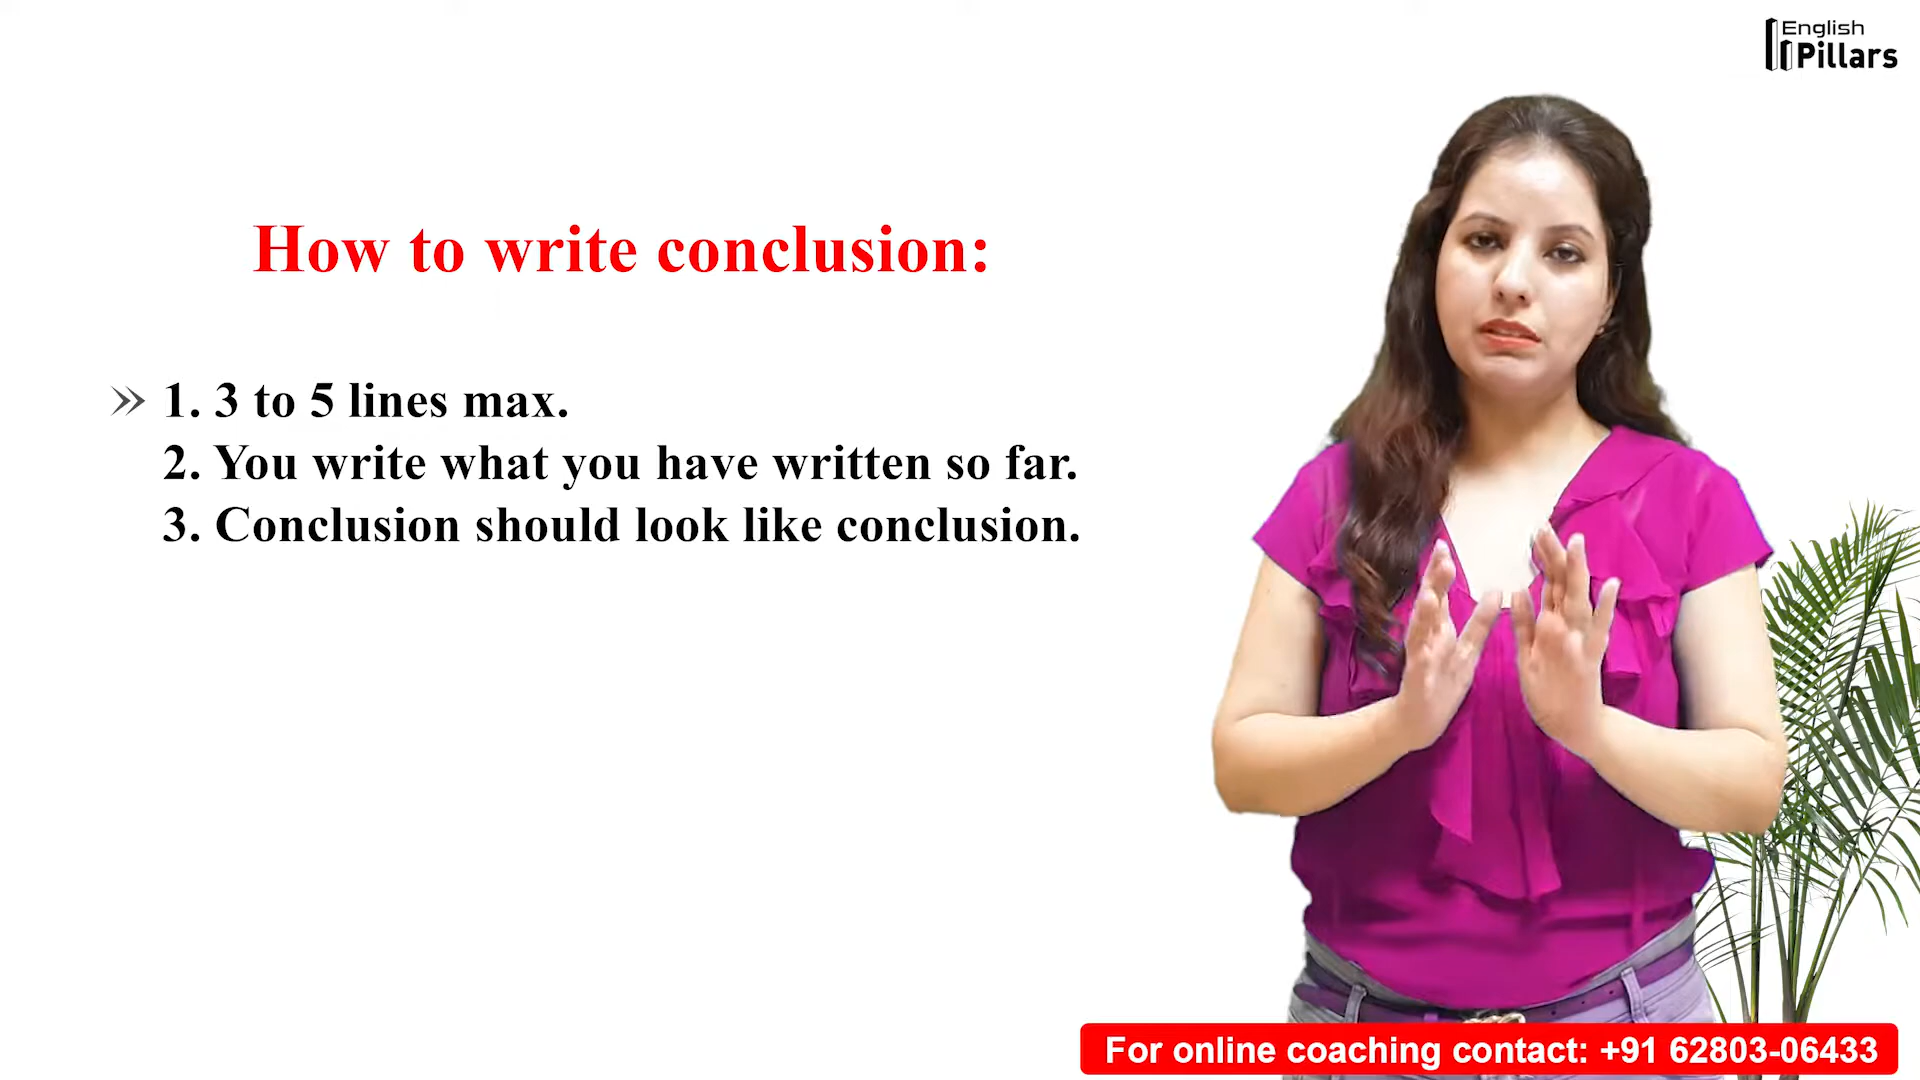 English
Pillars
How to write conclusion:
» 1. 3 to 5 lines max.
2. You write what you have written so far.
3. Conclusion should look like conclusion.
For online coaching contact: +91 62803-06433